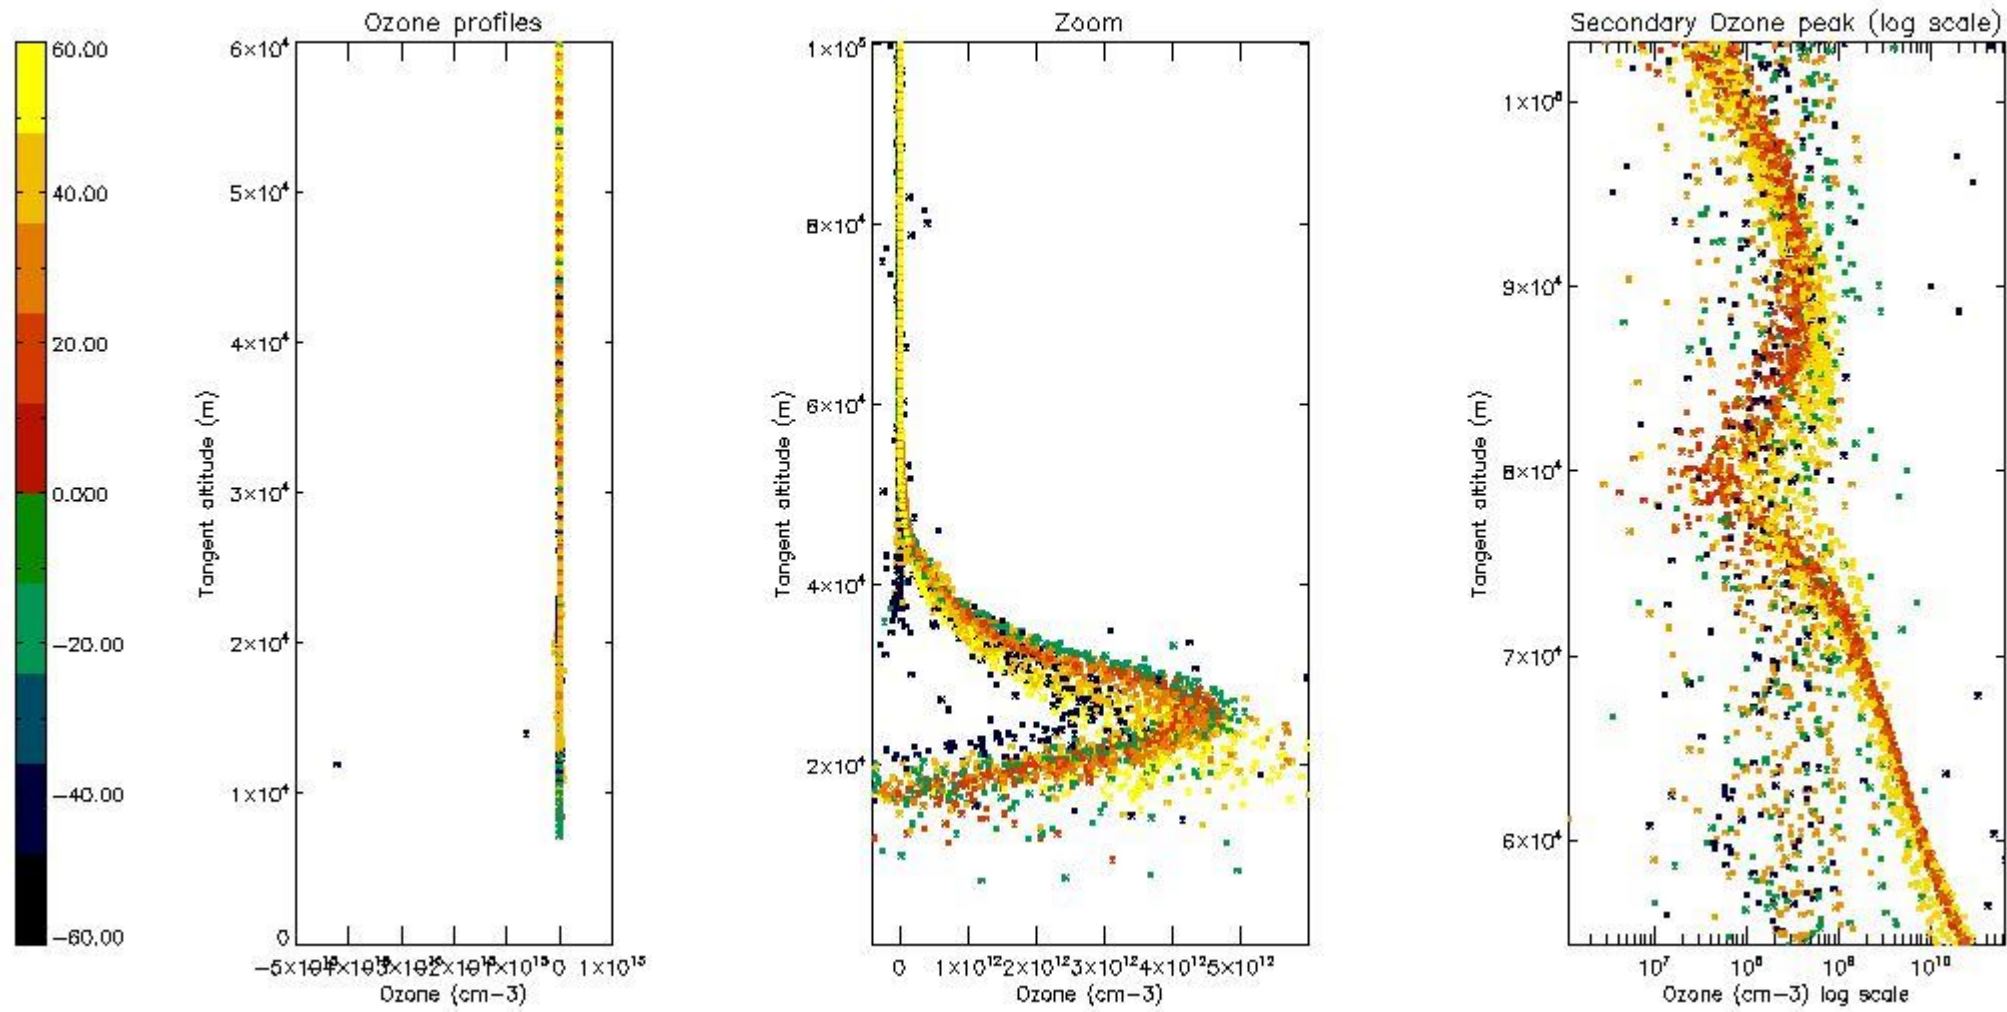 Ozone profiles
Zoom
Secondary Ozone peak (log scale)
60.00
40.00
20.00
0.000
−20.00
−40.00
−60.00
6×10⁴
5×10⁴
4×10⁴
3×10⁴
2×10⁴
1×10⁴
0
Tangent altitude (m)
0 1×10¹⁵
Ozone (cm−3)
1×10⁵
8×10⁴
6×10⁴
4×10⁴
2×10⁴
Tangent altitude (m)
0 1×10¹² 2×10¹² 3×10¹² 4×10¹² 5×10¹²
Ozone (cm−3)
9×10⁴
8×10⁴
7×10⁴
6×10⁴
Tangent altitude (m)
10⁷ 10⁸ 10⁹ 10¹⁰
Ozone (cm−3) log scale